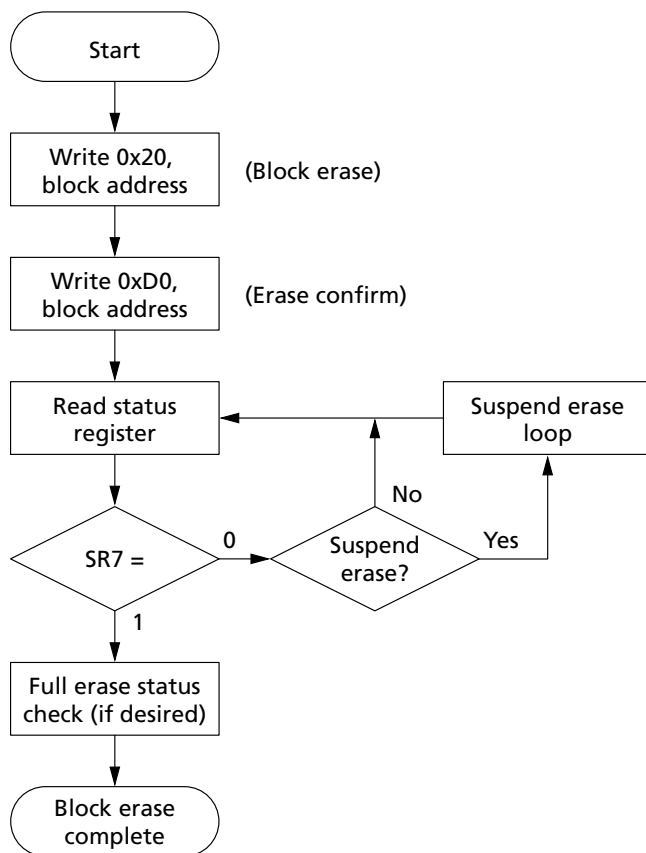 Start
Write 0x20,
block address
(Block erase)
Write 0xD0,
block address
(Erase confirm)
Read status
register
Suspend erase
loop
No
SR7 =
0
Suspend
erase?
Yes
1
Full erase status
check (if desired)
Block erase
complete